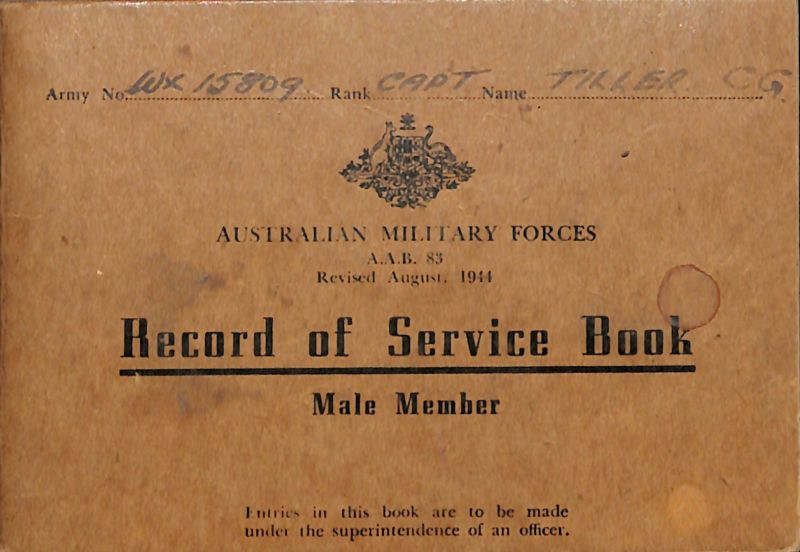 Army No. WX 15809 Rank CAPT Name TILLER CG.
AUSTRALIAN MILITARY FORCES
A.A.B. 83
Revised August, 1944
Record of Service Book
Male Member
Entries in this book are to be made
under the superintendence of an officer.